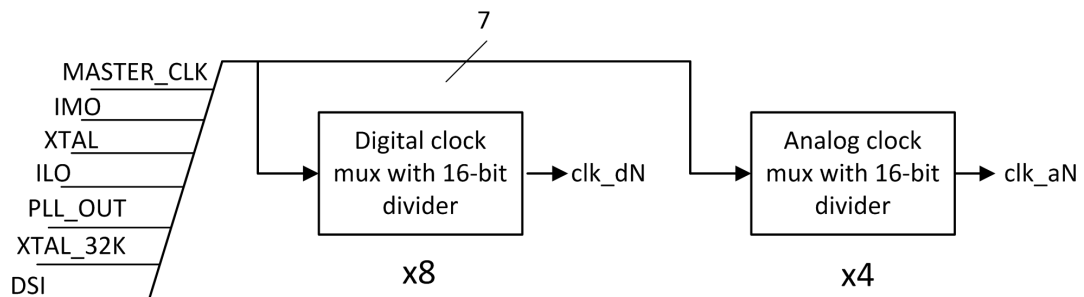 7
MASTER_CLK
IMO
XTAL
ILO
PLL_OUT
XTAL_32K
DSI
Digital clock
mux with 16-bit
divider
clk_dN
x8
Analog clock
mux with 16-bit
divider
clk_aN
x4